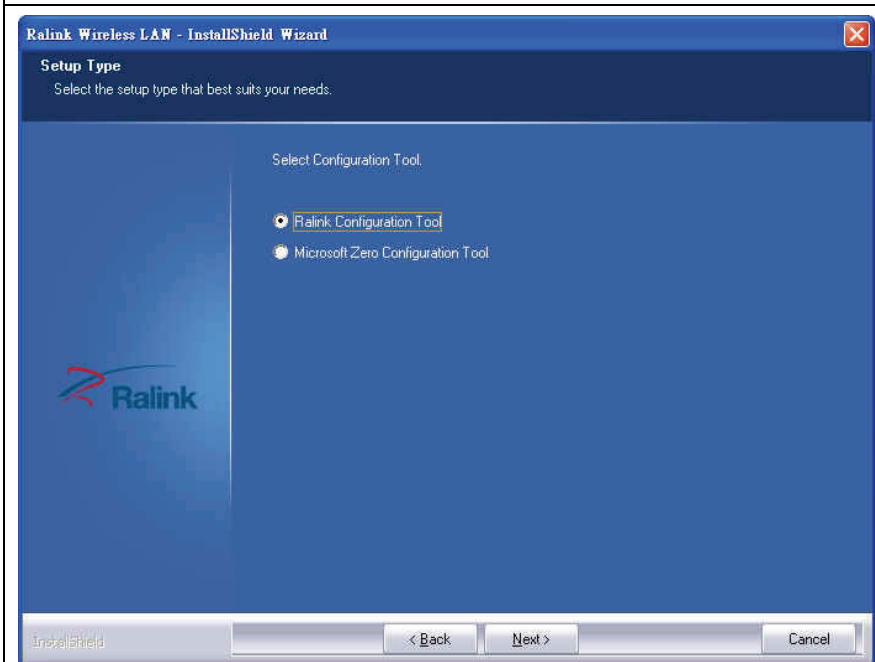 Ralink Wireless LAN - InstallShield Wizard
Setup Type
Select the setup type that best suits your needs.
Select Configuration Tool.
Ralink Configuration Tool
Microsoft Zero Configuration Tool
Ralink
InstallShield
< Back
Next >
Cancel